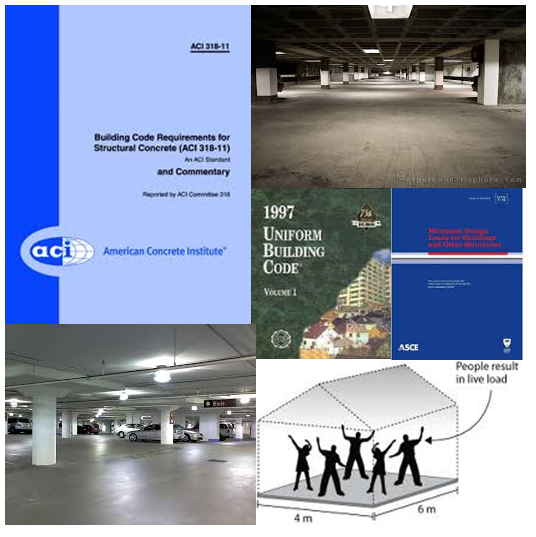 ACI 318-11
Building Code Requirements for
Structural Concrete (ACI 318-11)
An ACI Standard
and Commentary
Reported by ACI Committee 318
aci
American Concrete Institute®
1997
UNIFORM
BUILDING
CODE®
VOLUME 1
Minimum Design
Loads for Buildings
and Other Structures
ASCE
Exit
People result
in live load
4 m
6 m